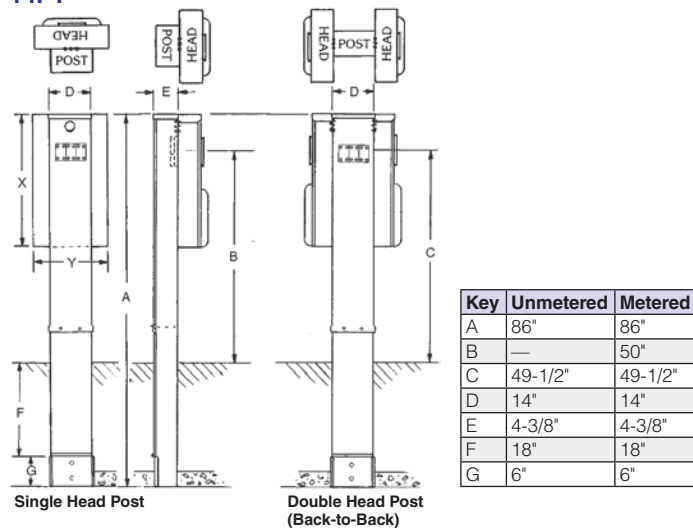 HEAD
POST
POST
HEAD
HEAD
POST
HEAD
D
E
D
X
Y
A
B
C
F
G
Single Head Post
Double Head Post
(Back-to-Back)
Key Unmetered Metered
A 86" 86"
B — 50"
C 49-1/2" 49-1/2"
D 14" 14"
E 4-3/8" 4-3/8"
F 18" 18"
G 6" 6"